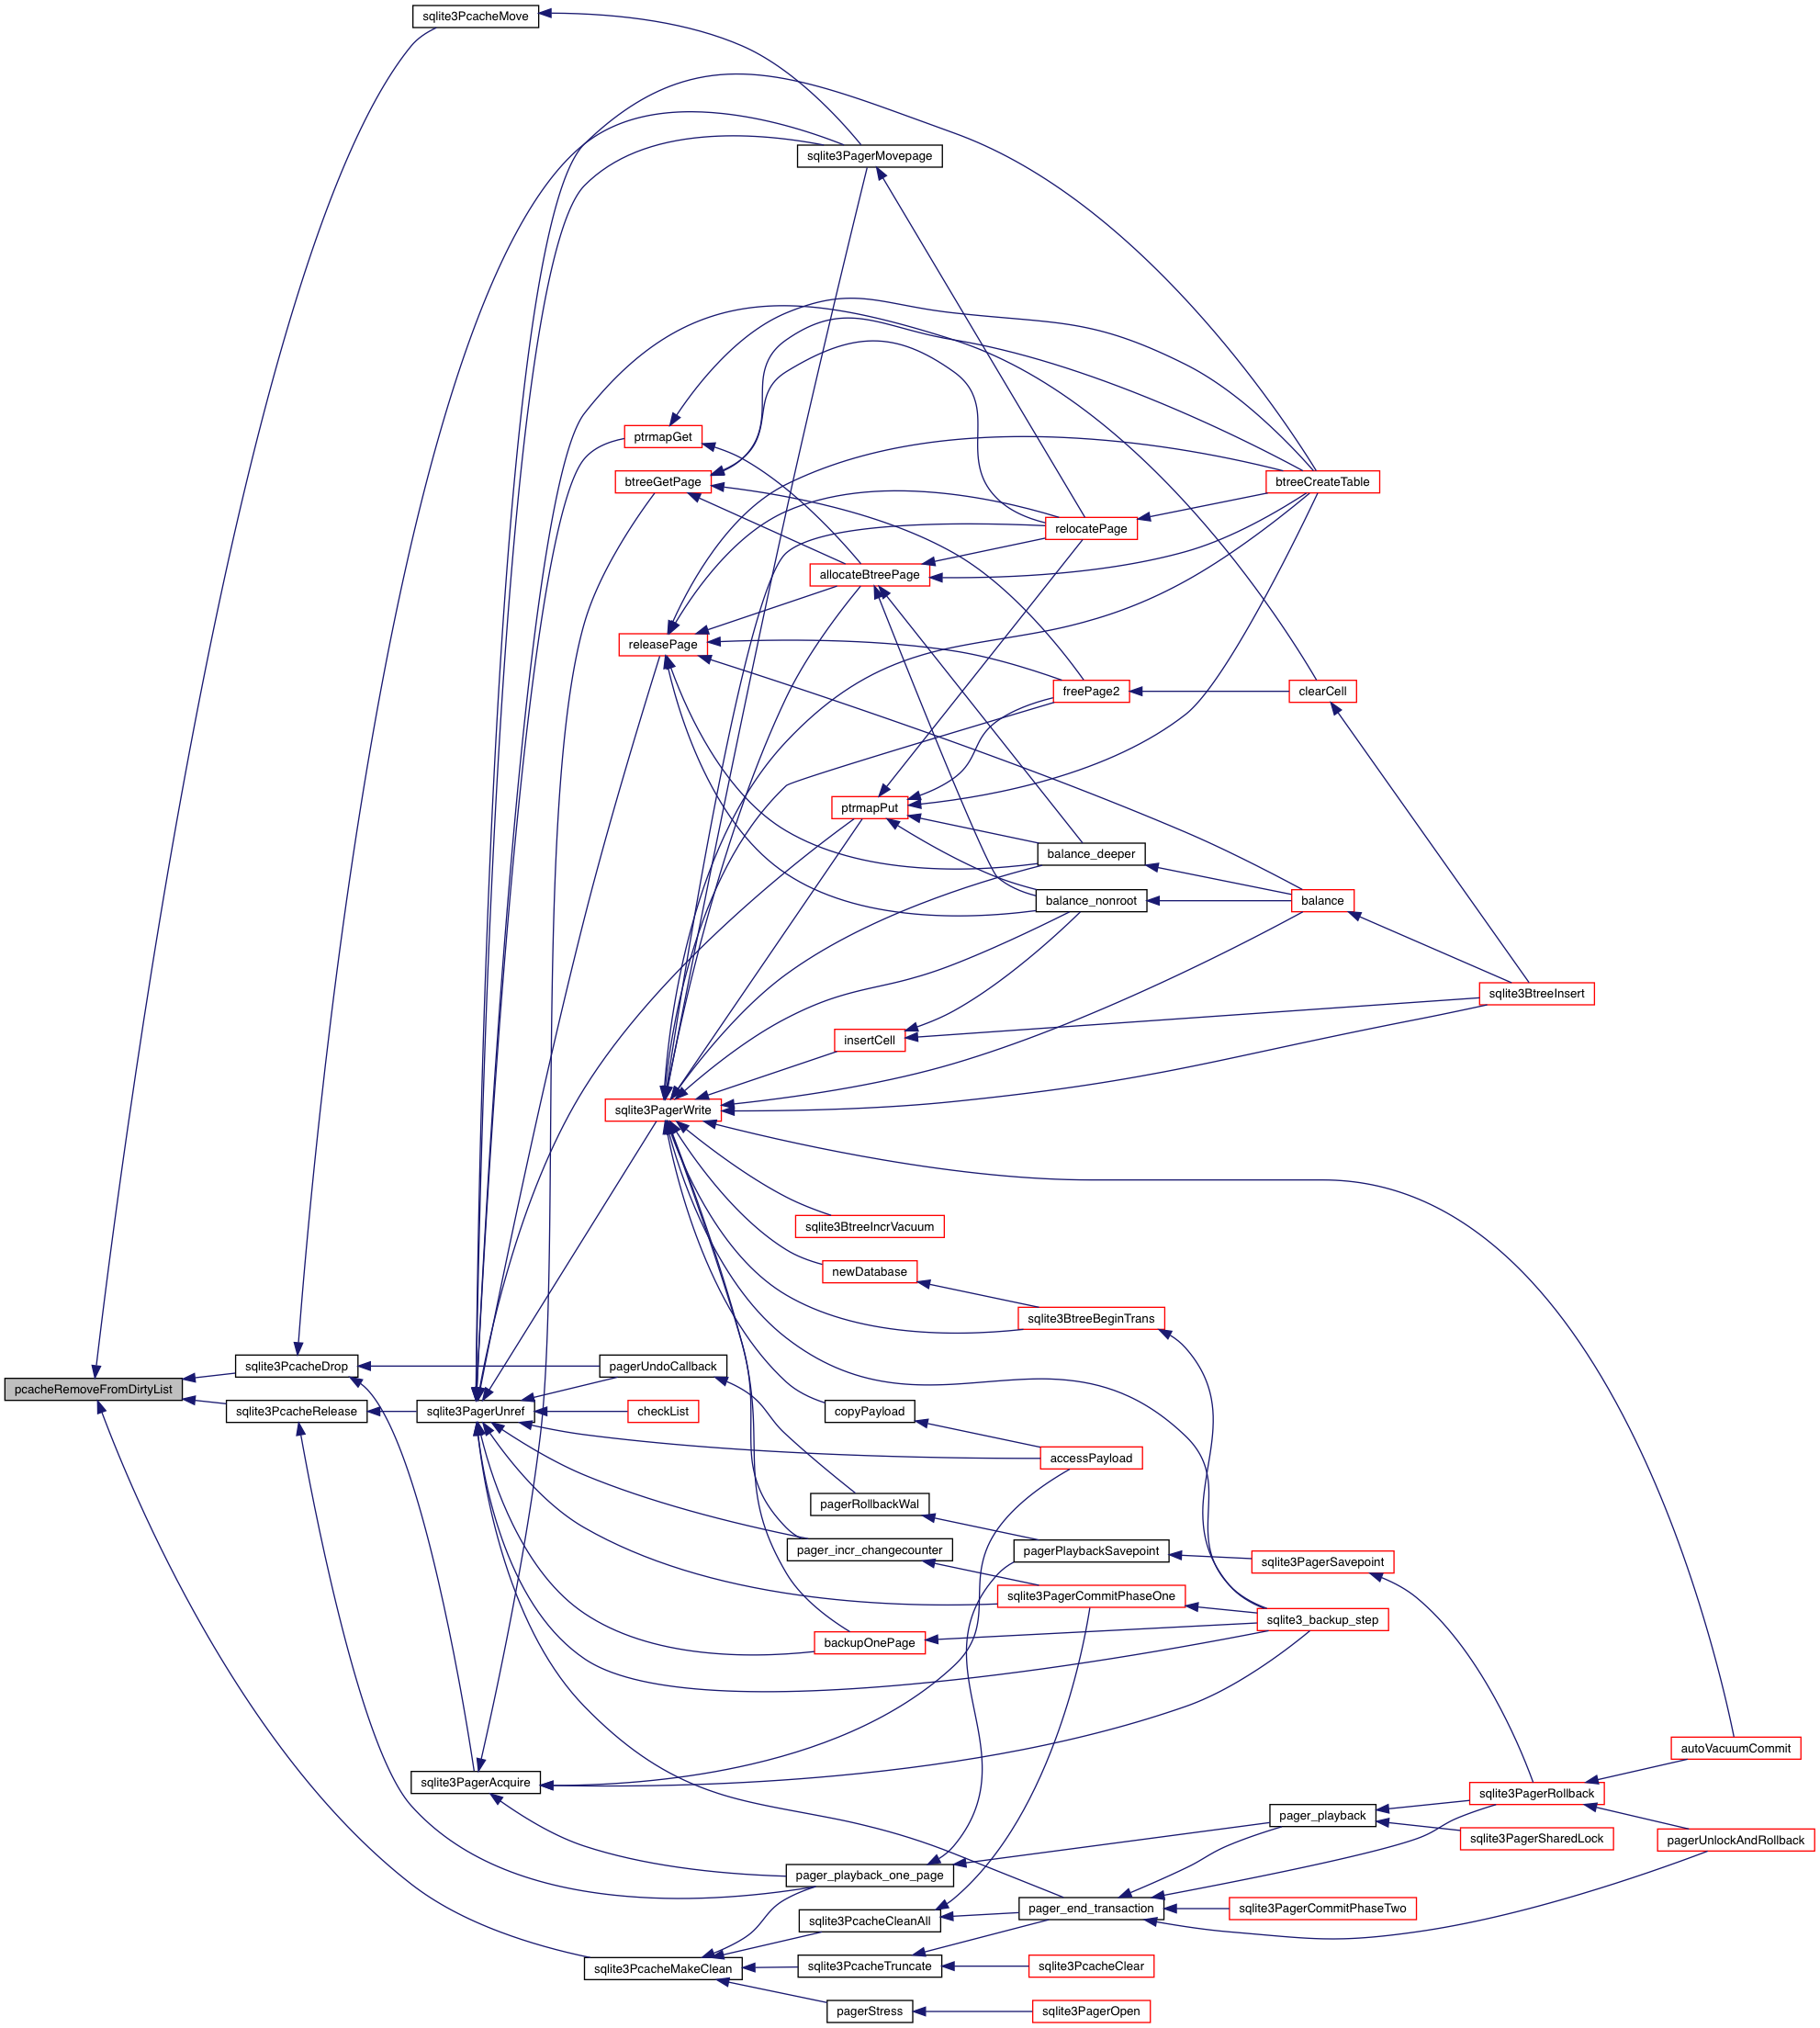 sqlite3PcacheMove
sqlite3PagerMovepage
ptrmapGet
btreeGetPage
btreeCreateTable
relocatePage
allocateBtreePage
releasePage
freePage2
clearCell
ptrmapPut
balance_deeper
balance_nonroot
balance
sqlite3BtreeInsert
insertCell
sqlite3PagerWrite
sqlite3BtreeIncrVacuum
newDatabase
sqlite3BtreeBeginTrans
pcacheRemoveFromDirtyList
sqlite3PcacheDrop
pagerUndoCallback
sqlite3PcacheRelease
sqlite3PagerUnref
checkList
copyPayload
accessPayload
pagerRollbackWal
pager_incr_changecounter
pagerPlaybackSavepoint
sqlite3PagerSavepoint
sqlite3PagerCommitPhaseOne
sqlite3_backup_step
backupOnePage
autoVacuumCommit
sqlite3PagerAcquire
sqlite3PagerRollback
pager_playback
sqlite3PagerSharedLock
pagerUnlockAndRollback
pager_playback_one_page
pager_end_transaction
sqlite3PagerCommitPhaseTwo
sqlite3PcacheCleanAll
sqlite3PcacheMakeClean
sqlite3PcacheTruncate
sqlite3PcacheClear
pagerStress
sqlite3PagerOpen